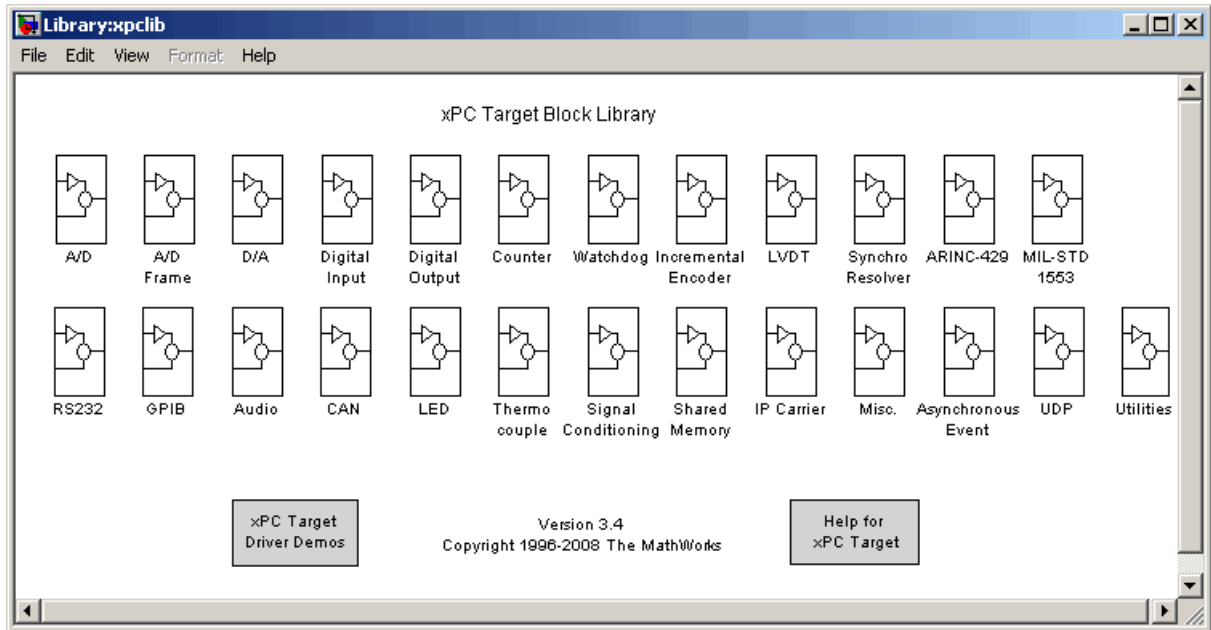 Library:xpclib
File Edit View Format Help
xPC Target Block Library
A/D A/D Frame D/A Digital Input Digital Output Counter Watchdog Incremental Encoder LVDT Synchro Resolver ARINC-429 MIL-STD 1553
RS232 GPIB Audio CAN LED Thermo couple Signal Conditioning Shared Memory IP Carrier Misc. Asynchronous Event UDP Utilities
xPC Target
Driver Demos
Version 3.4
Copyright 1996-2008 The MathWorks
Help for
xPC Target